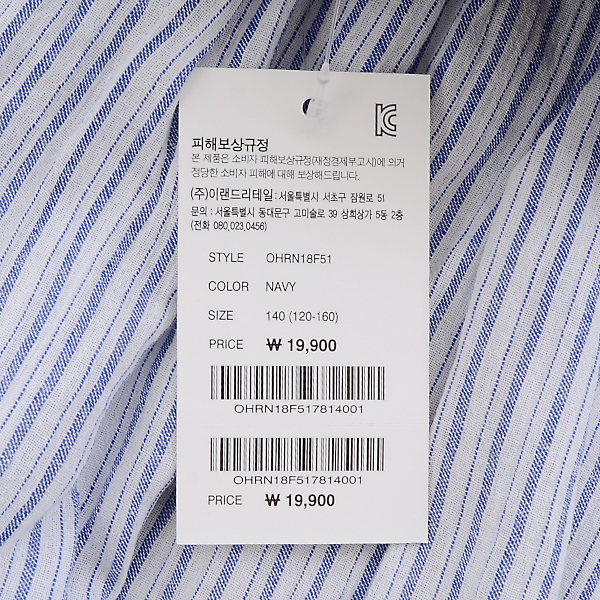 KC
피해보상규정
본 제품은 소비자 피해보상규정(재정경제부고시)에 의거
정당한 소비자 피해에 대해 보상해드립니다.
(주)이랜드리테일 : 서울특별시 서초구 잠원로 51
문의 : 서울특별시 동대문구 고미술로 39 삼희상가 5동 2층
(전화 080,023,0456)
STYLE OHRN18F51
COLOR NAVY
SIZE 140 (120-160)
PRICE ₩ 19,900
OHRN18F517814001
OHRN18F517814001
PRICE ₩ 19,900